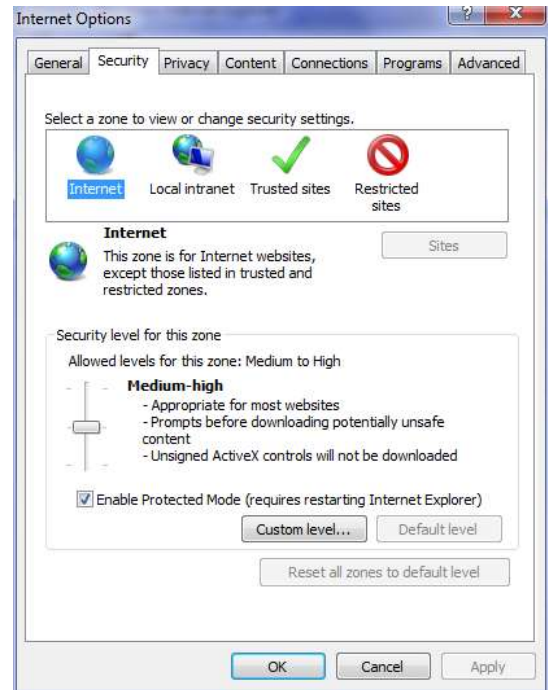 Internet Options
General Security Privacy Content Connections Programs Advanced
Select a zone to view or change security settings.
Internet Local intranet Trusted sites Restricted
sites
Internet
Sites
This zone is for Internet websites,
except those listed in trusted and
restricted zones.
Security level for this zone
Allowed levels for this zone: Medium to High
Medium-high
- Appropriate for most websites
- Prompts before downloading potentially unsafe
content
- Unsigned ActiveX controls will not be downloaded
Enable Protected Mode (requires restarting Internet Explorer)
Custom level... Default level
Reset all zones to default level
OK Cancel Apply